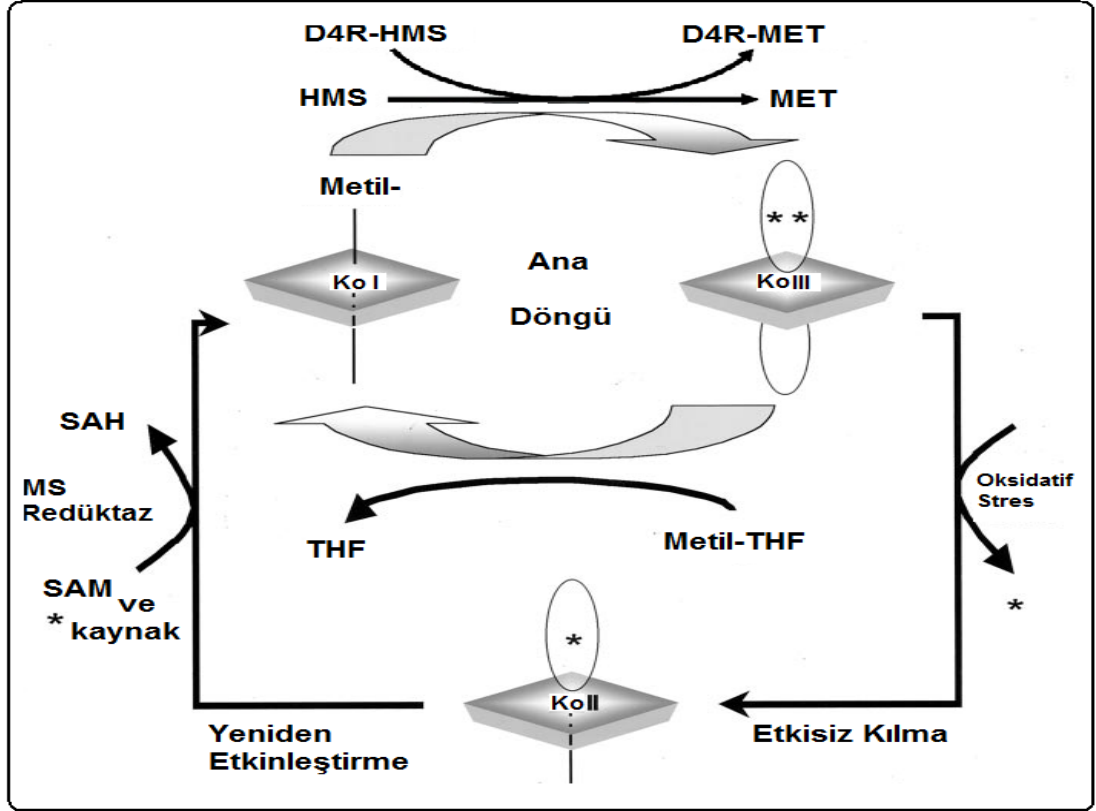 D4R-HMS
D4R-MET
HMS
MET
Metil-
* *
Ko I
Ana
Döngü
Ko III
SAH
MS
Redüktaz
Oksidatif
Stres
THF
Metil-THF
SAM ve
* kaynak
*
*
Ko II
Yeniden
Etkinleştirme
Etkisiz Kılma